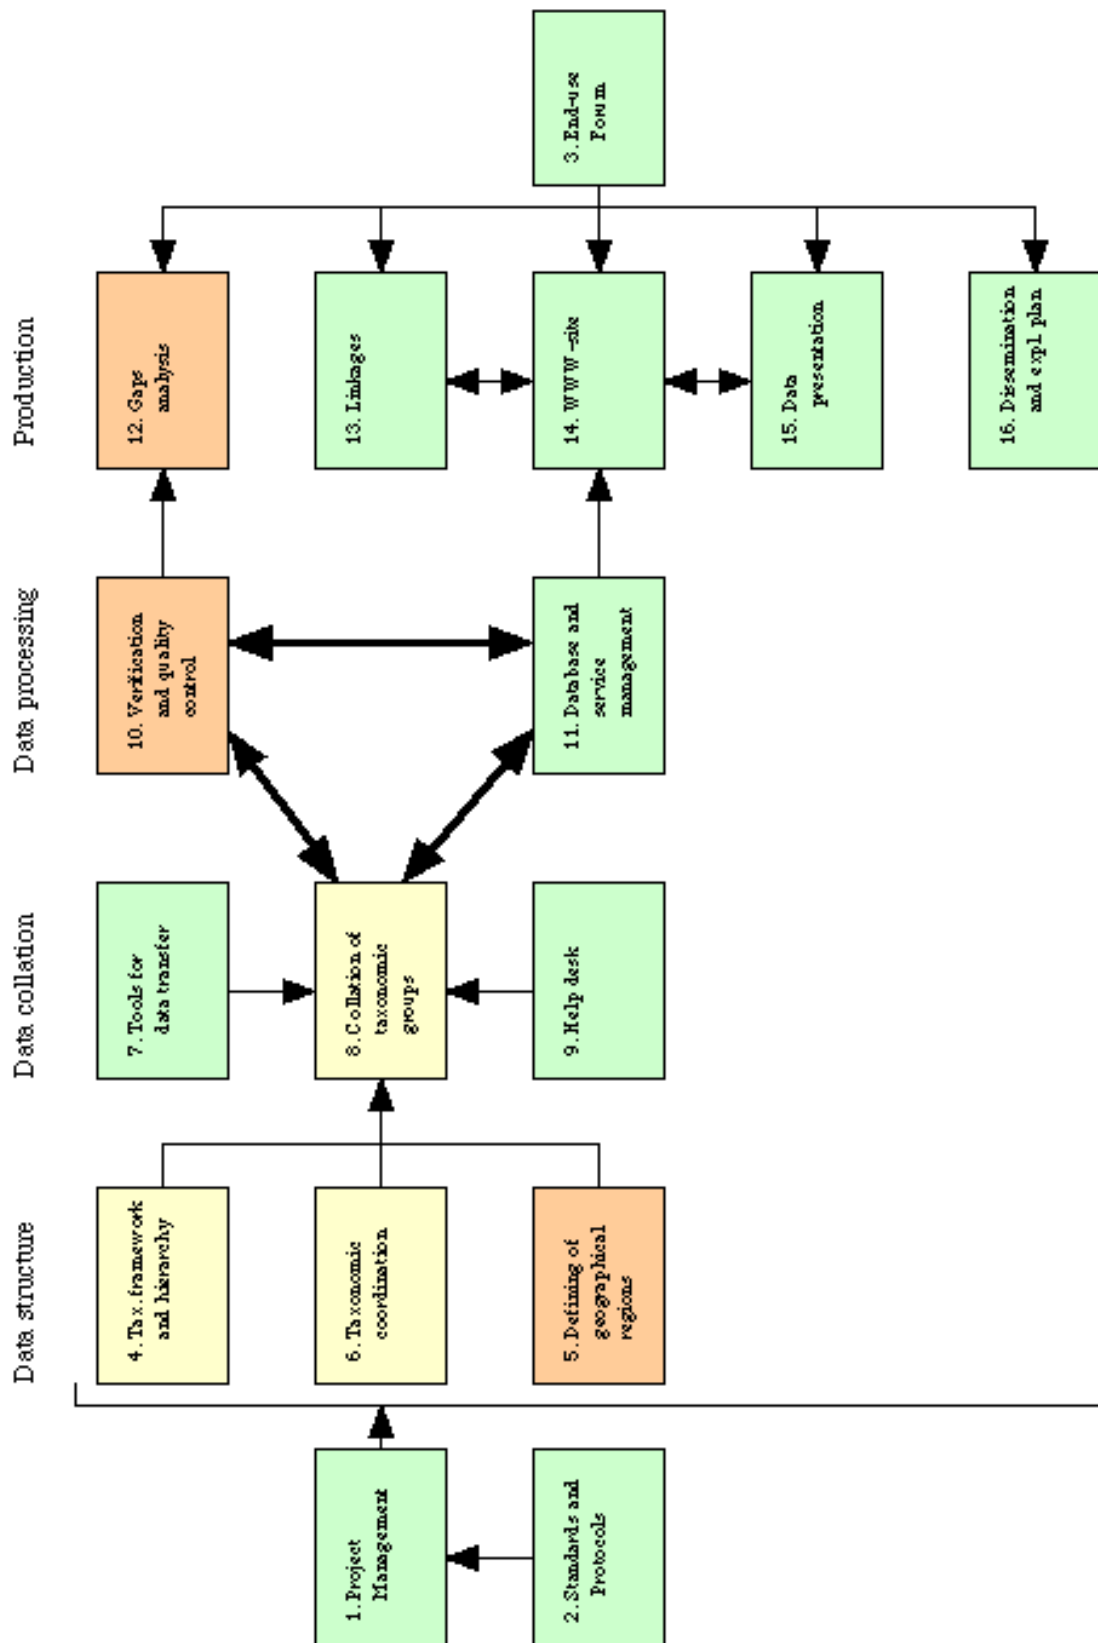 Data structure
Data collation
Data processing
Production
1. Project
Management
2. Standards and
Protocols
4. Tax. framework
and hierarchy
6. Taxonomic
coordination
5. Defining of
geographical
regions
7. Tools for
data transfer
8. Collation of
taxonomic
groups
9. Help desk
10. Verification
and quality
control
11. Database and
service
management
12. Gaps
analysis
13. Linkages
14. WWW-site
15. Data
presentation
16. Dissemination
and expl. plan
3. End-use
Forum